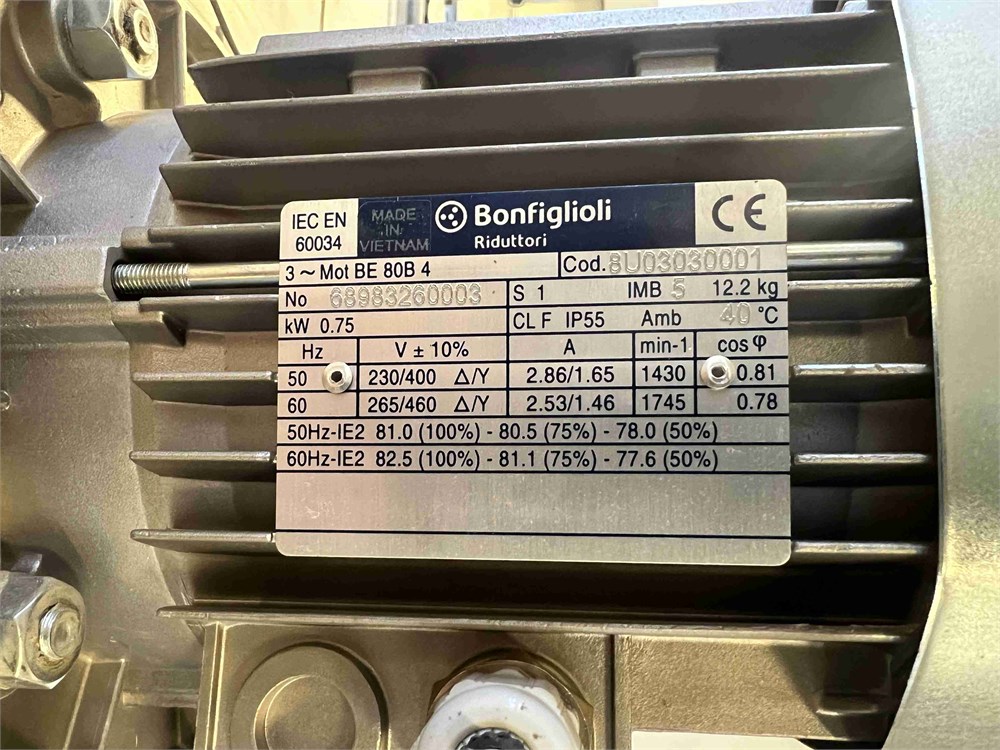 IEC EN 60034
MADE IN VIETNAM
Bonfiglioli
Riduttori
CE
3 ~ Mot BE 80B 4 Cod. 8U03030001
No 68983260003 S 1 IMB 5 12.2 kg
kW 0.75 CL F IP55 Amb 40 °C
Hz V ± 10% A min-1 cos φ
50 230/400 Δ/Y 2.86/1.65 1430 0.81
60 265/460 Δ/Y 2.53/1.46 1745 0.78
50Hz-IE2 81.0 (100%) - 80.5 (75%) - 78.0 (50%)
60Hz-IE2 82.5 (100%) - 81.1 (75%) - 77.6 (50%)